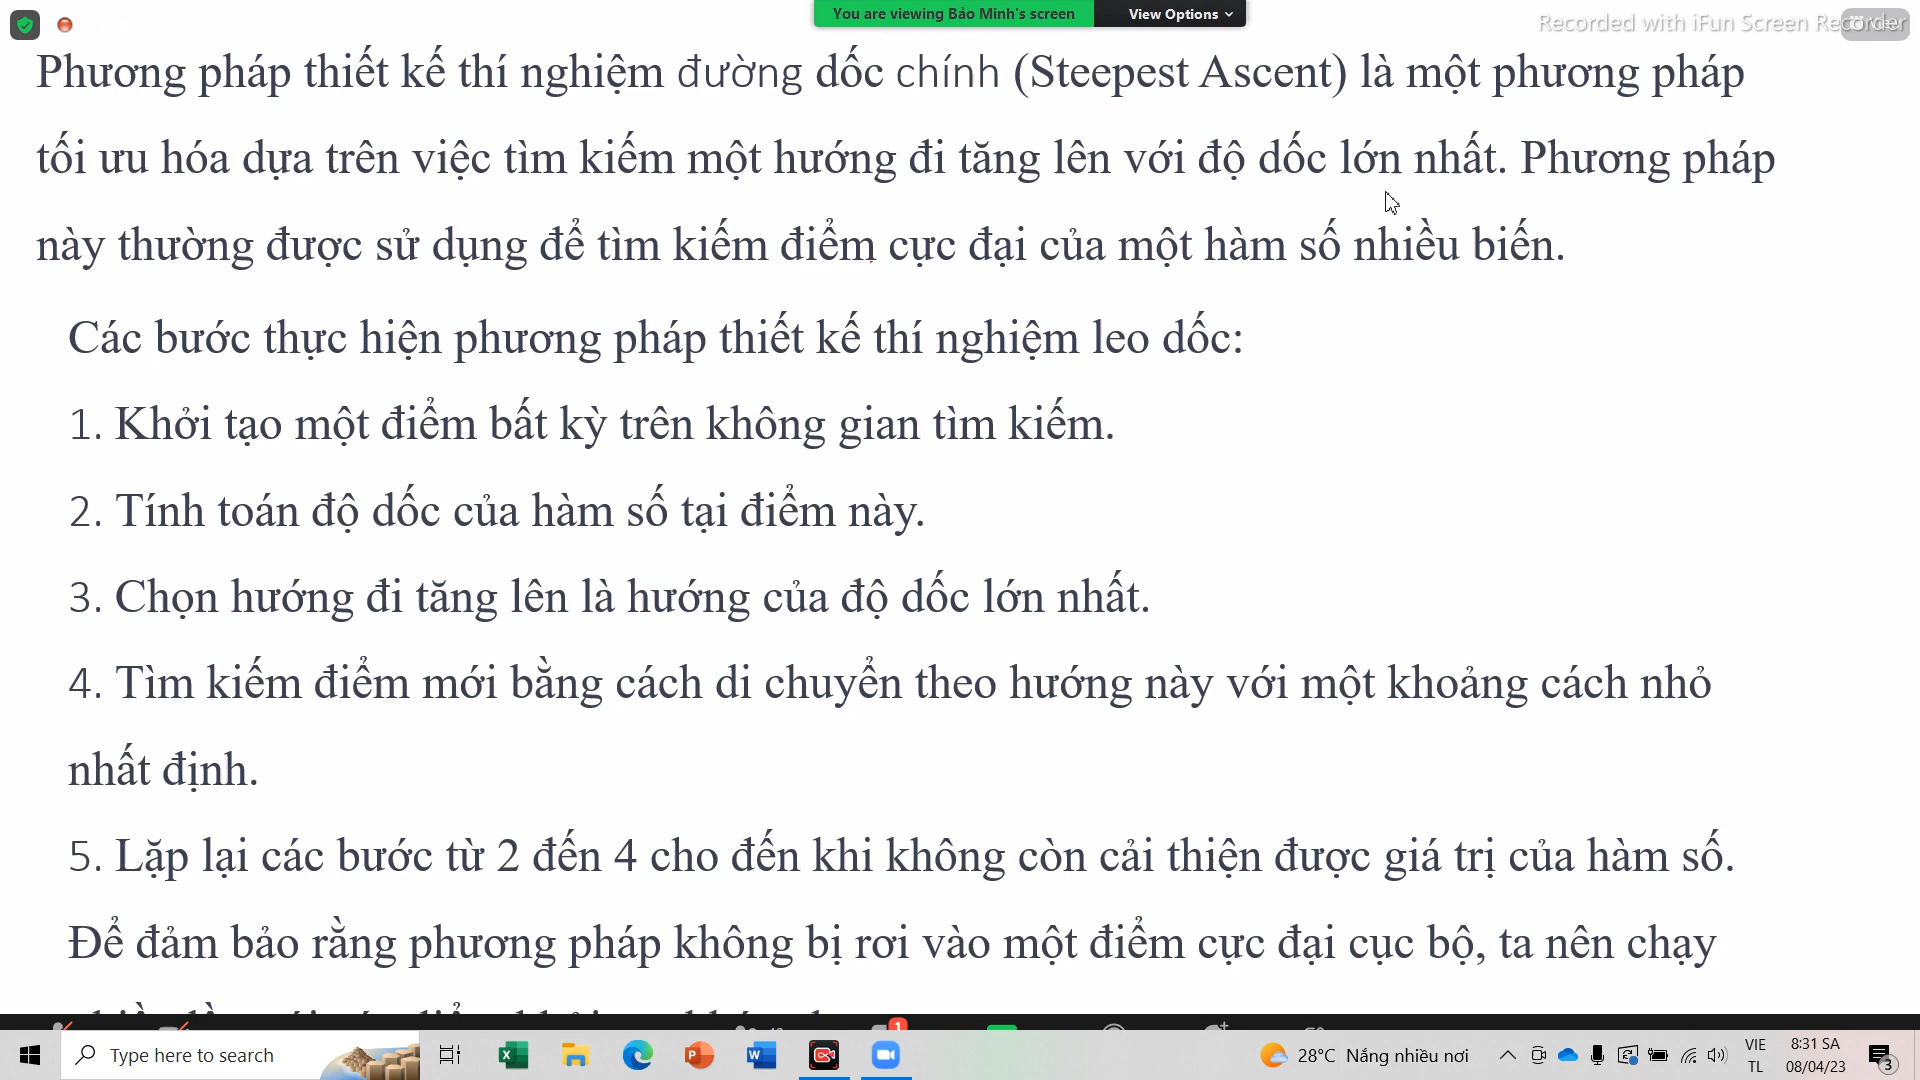 You are viewing Bảo Minh's screen View Options
Recorded with iFun Screen Recorder
Phương pháp thiết kế thí nghiệm đường dốc chính (Steepest Ascent) là một phương pháp
tối ưu hóa dựa trên việc tìm kiếm một hướng đi tăng lên với độ dốc lớn nhất. Phương pháp
này thường được sử dụng để tìm kiếm điểm cực đại của một hàm số nhiều biến.
Các bước thực hiện phương pháp thiết kế thí nghiệm leo dốc:
1. Khởi tạo một điểm bất kỳ trên không gian tìm kiếm.
2. Tính toán độ dốc của hàm số tại điểm này.
3. Chọn hướng đi tăng lên là hướng của độ dốc lớn nhất.
4. Tìm kiếm điểm mới bằng cách di chuyển theo hướng này với một khoảng cách nhỏ
nhất định.
5. Lặp lại các bước từ 2 đến 4 cho đến khi không còn cải thiện được giá trị của hàm số.
Để đảm bảo rằng phương pháp không bị rơi vào một điểm cực đại cục bộ, ta nên chạy
1
Type here to search
28°C Nắng nhiều nơi
VIE
TL
8:31 SA
08/04/23
3